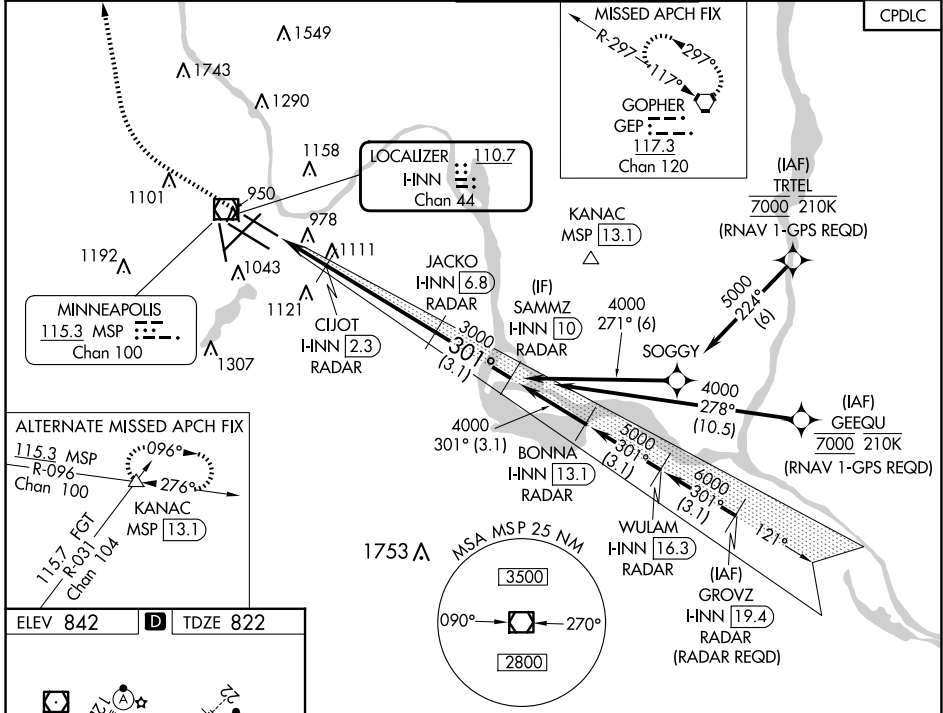 CPDLC
MISSED APCH FIX
R-297
117°
297°
GOPHER
GEP
117.3
Chan 120
1549
1743
1290
1158
LOCALIZER 110.7
I-INN
Chan 44
1101
950
978
1111
1192
1043
1121
1307
MINNEAPOLIS
115.3 MSP
Chan 100
CIJOT
I-INN 2.3
RADAR
JACKO
I-INN 6.8
RADAR
KANAC
MSP 13.1
(IAF)
TRTEL
7000 210K
(RNAV 1-GPS REQD)
5000
224°
(6)
(IF)
SAMMZ
I-INN 10
RADAR
4000
271° (6)
SOGGY
3000
301°
(3.1)
4000
278°
(10.5)
(IAF)
GEEQU
7000 210K
(RNAV 1-GPS REQD)
4000
301° (3.1)
BONNA
I-INN 13.1
RADAR
5000
301°
(3.1)
6000
301°
(3.1)
121°
WULAM
I-INN 16.3
RADAR
(IAF)
GROVZ
I-INN 19.4
RADAR
(RADAR REQD)
ALTERNATE MISSED APCH FIX
115.3 MSP
R-096
Chan 100
096°
276°
KANAC
MSP 13.1
115.7 FGT
R-031
Chan 104
1753
MSA MSP 25 NM
3500
090°
270°
2800
ELEV 842
D
TDZE 822
A
22